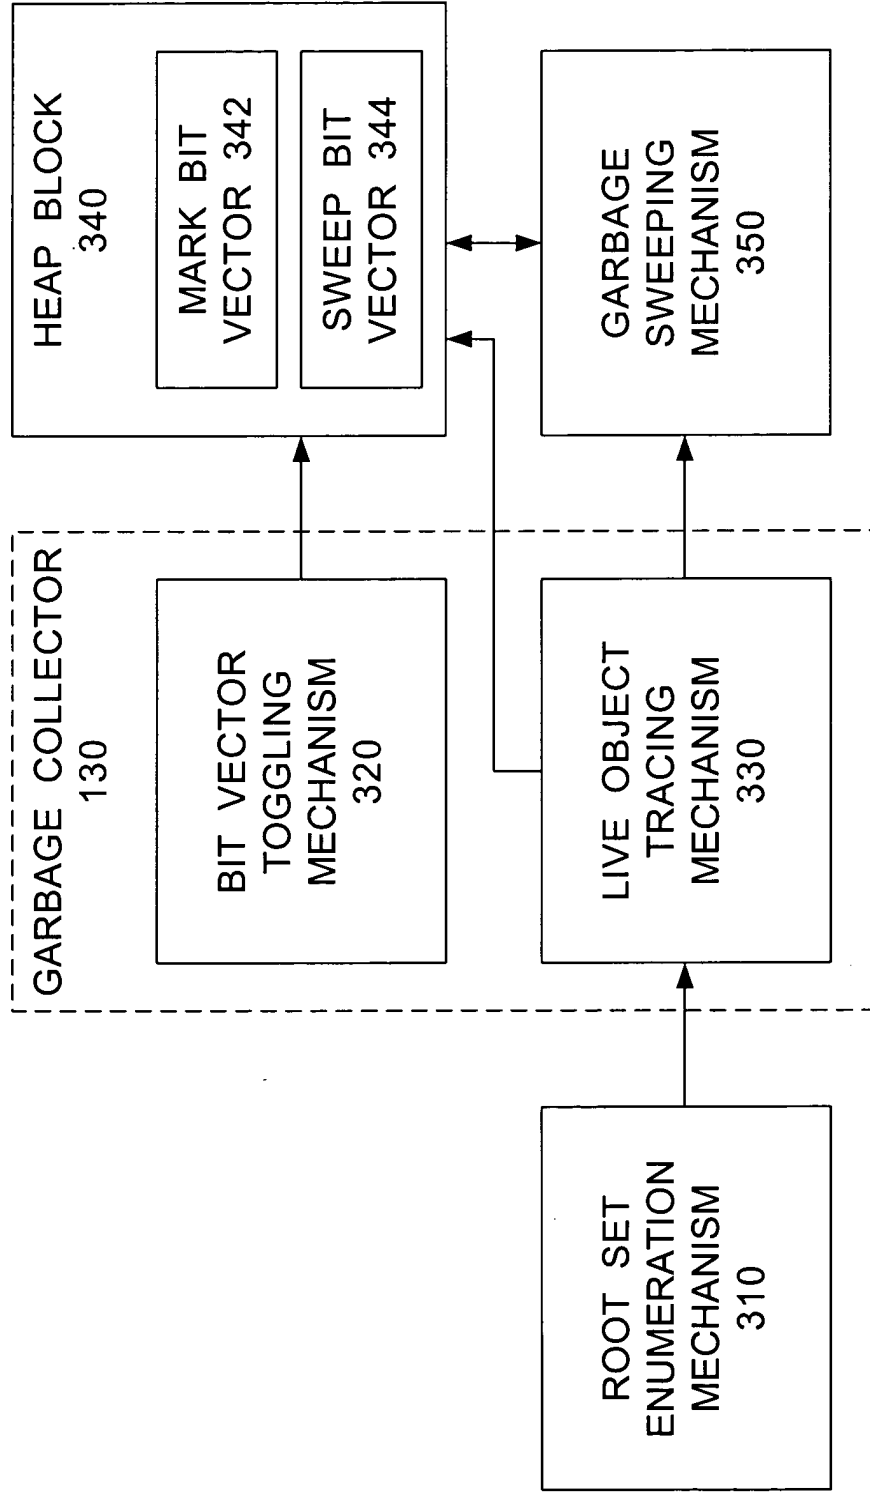 GARBAGE COLLECTOR
130
HEAP BLOCK
340
BIT VECTOR
TOGGLING
MECHANISM
320
MARK BIT
VECTOR 342
SWEEP BIT
VECTOR 344
ROOT SET
ENUMERATION
MECHANISM
310
LIVE OBJECT
TRACING
MECHANISM
330
GARBAGE
SWEEPING
MECHANISM
350